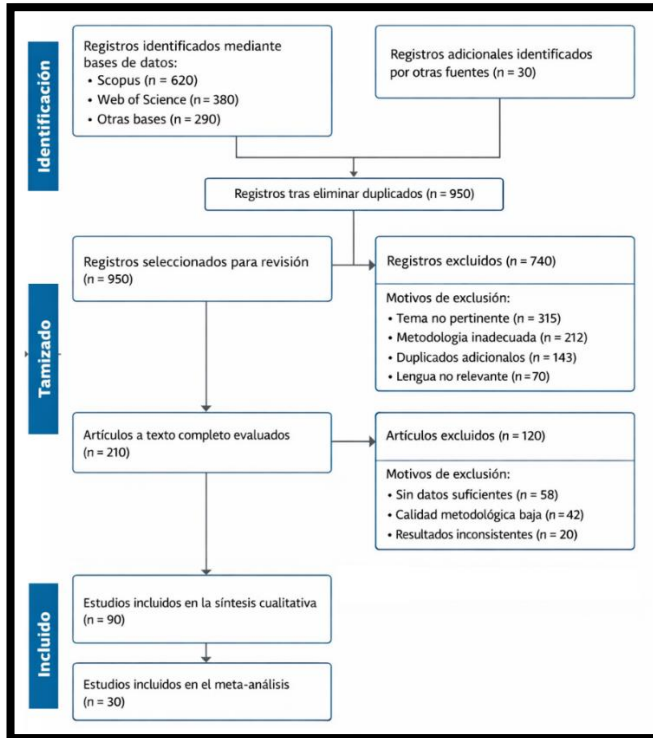 Identificación
Registros identificados mediante
bases de datos:
• Scopus (n = 620)
• Web of Science (n = 380)
• Otras bases (n = 290)
Registros adicionales identificados
por otras fuentes (n = 30)
Registros tras eliminar duplicados (n = 950)
Tamizado
Registros seleccionados para revisión
(n = 950)
Registros excluidos (n = 740)
Motivos de exclusión:
• Tema no pertinente (n = 315)
• Metodologia inadecuada (n = 212)
• Duplicados adicionalos (n = 143)
• Lengua no relevante (n = 70)
Artículos a texto completo evaluados
(n = 210)
Artículos excluidos (n = 120)
Motivos de exclusión:
• Sin datos suficientes (n = 58)
• Calidad metodológica baja (n = 42)
• Resultados inconsistentes (n = 20)
Incluido
Estudios incluidos en la síntesis cualitativa
(n = 90)
Estudios incluidos en el meta-análisis
(n = 30)